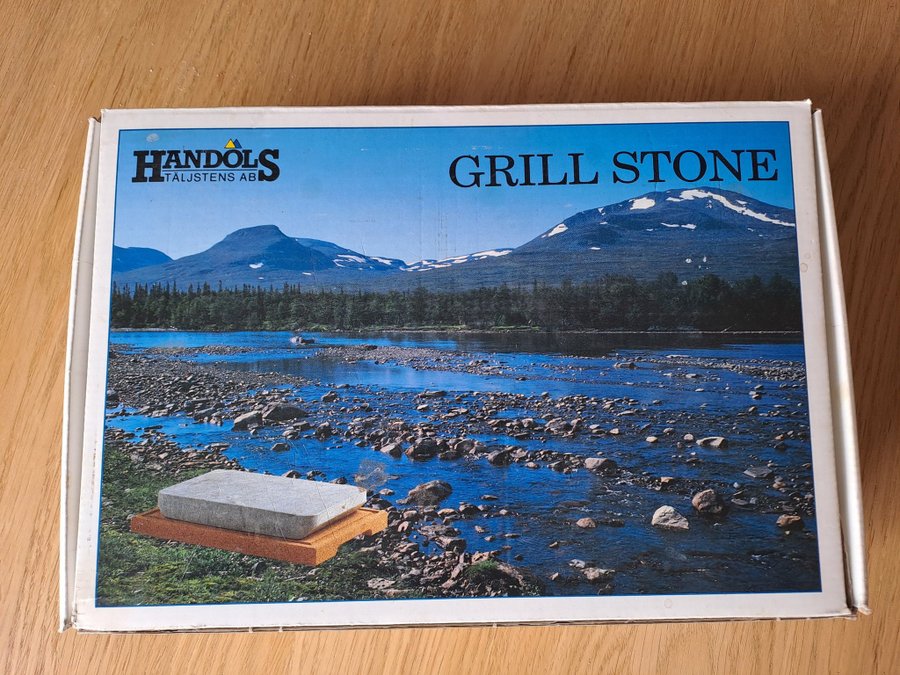 HANDÖLS
TÄLJSTENS AB
GRILL STONE